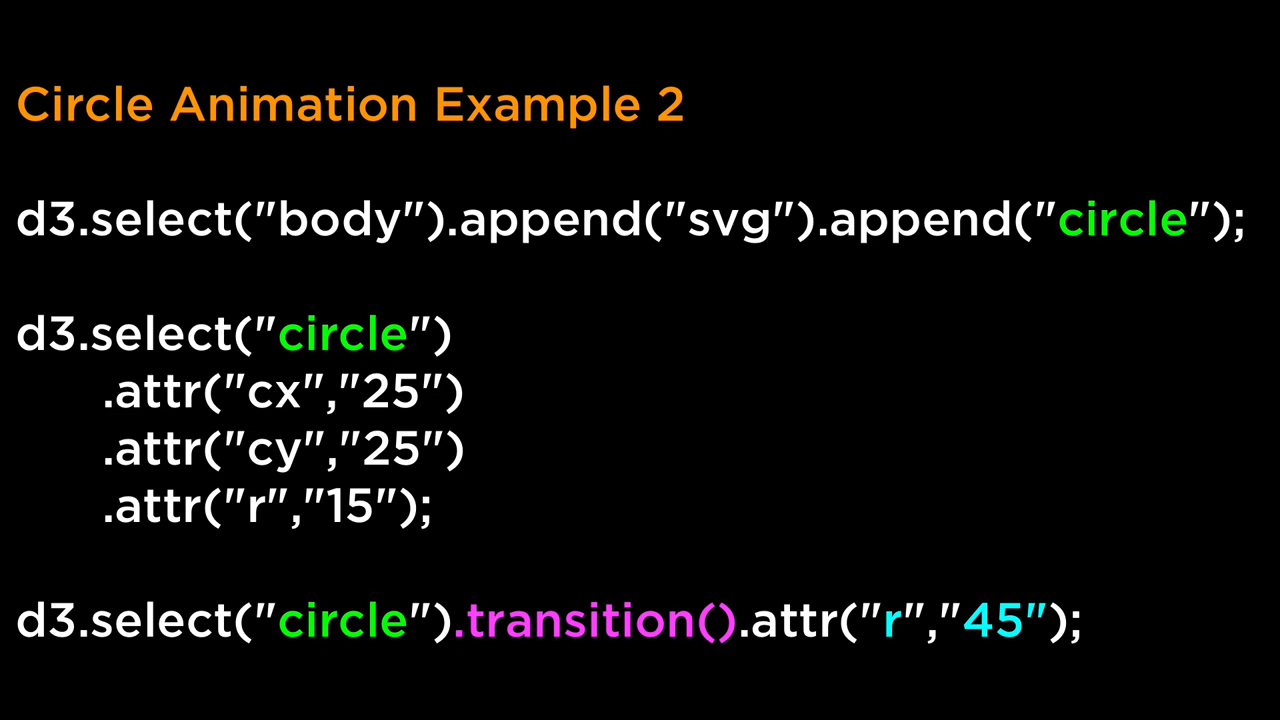 Circle Animation Example 2
d3.select("body").append("svg").append("circle");
d3.select("circle")
.attr("cx","25")
.attr("cy","25")
.attr("r","15");
d3.select("circle").transition().attr("r","45");